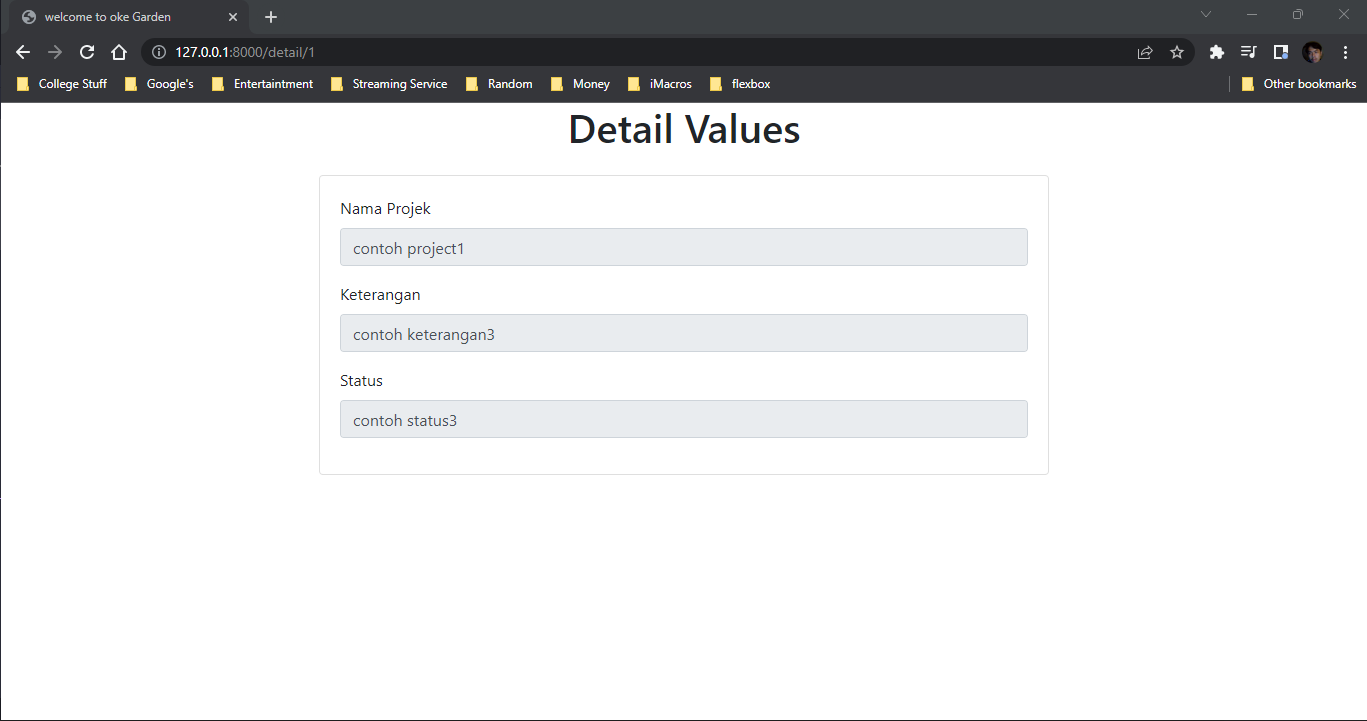 welcome to oke Garden
127.0.0.1:8000/detail/1
College Stuff Google's Entertaintment Streaming Service Random Money iMacros flexbox Other bookmarks
Detail Values
Nama Projek
contoh project1
Keterangan
contoh keterangan3
Status
contoh status3